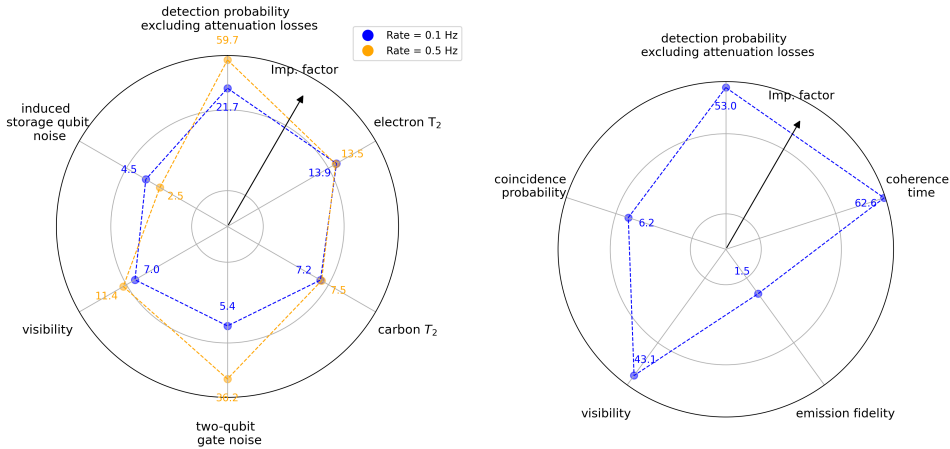 detection probability
excluding attenuation losses
59.7
Rate = 0.1 Hz
Rate = 0.5 Hz
Imp. factor
21.7
induced
storage qubit
noise
electron T₂
4.5
2.5
13.9
13.5
7.0
7.2
11.4
7.5
5.4
visibility
carbon T₂
36.2
two-qubit
gate noise
detection probability
excluding attenuation losses
Imp. factor
53.0
coincidence
probability
coherence
time
62.6
6.2
1.5
43.1
visibility
emission fidelity